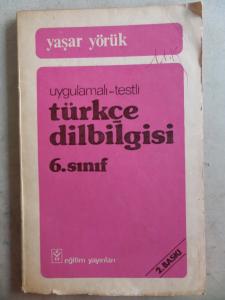 yaşar yörük
uygulamalı-testli
türkçe
dilbilgisi
6. sınıf
eğitim yayınları
2. BASKI